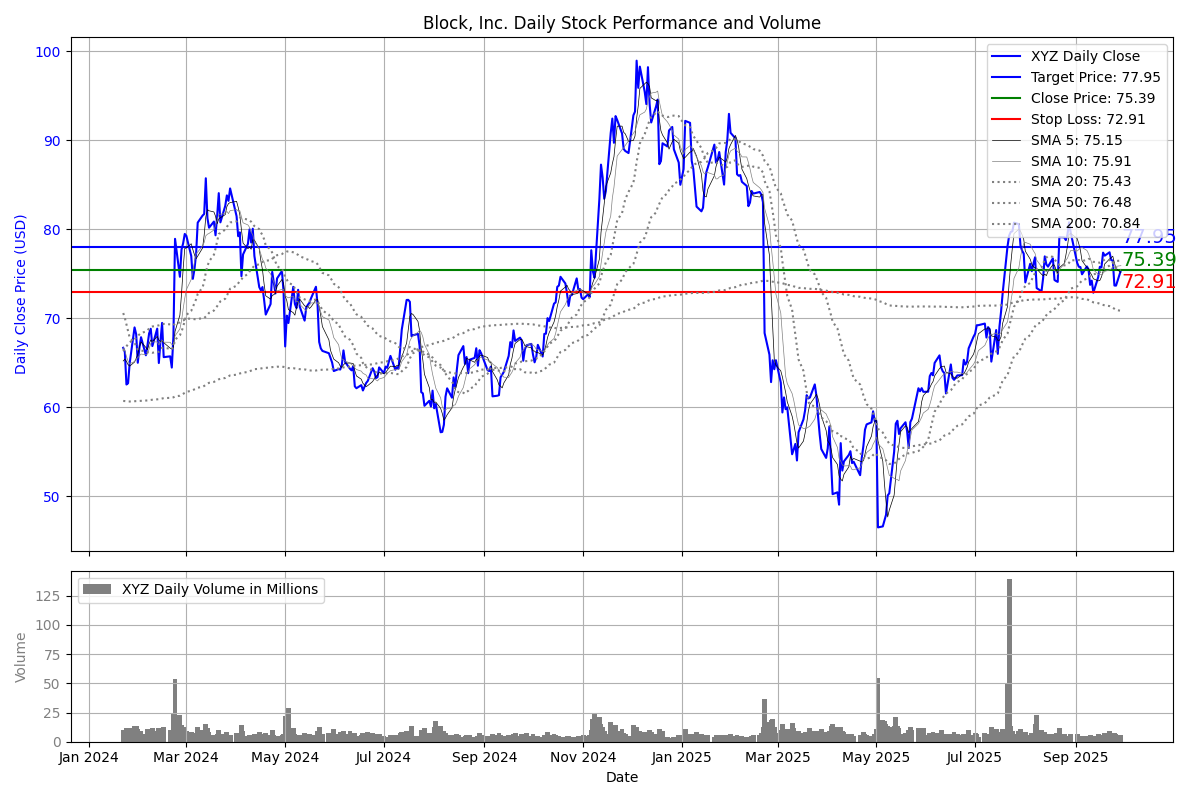 Block, Inc. Daily Stock Performance and Volume
Daily Close Price (USD)
100
90
80
70
60
50
XYZ Daily Close
Target Price: 77.95
Close Price: 75.39
Stop Loss: 72.91
SMA 5: 75.15
SMA 10: 75.91
SMA 20: 75.43
SMA 50: 76.48
SMA 200: 70.84
77.95
75.39
72.91
Volume
125
100
75
50
25
0
XYZ Daily Volume in Millions
Jan 2024
Mar 2024
May 2024
Jul 2024
Sep 2024
Nov 2024
Jan 2025
Mar 2025
May 2025
Jul 2025
Sep 2025
Date